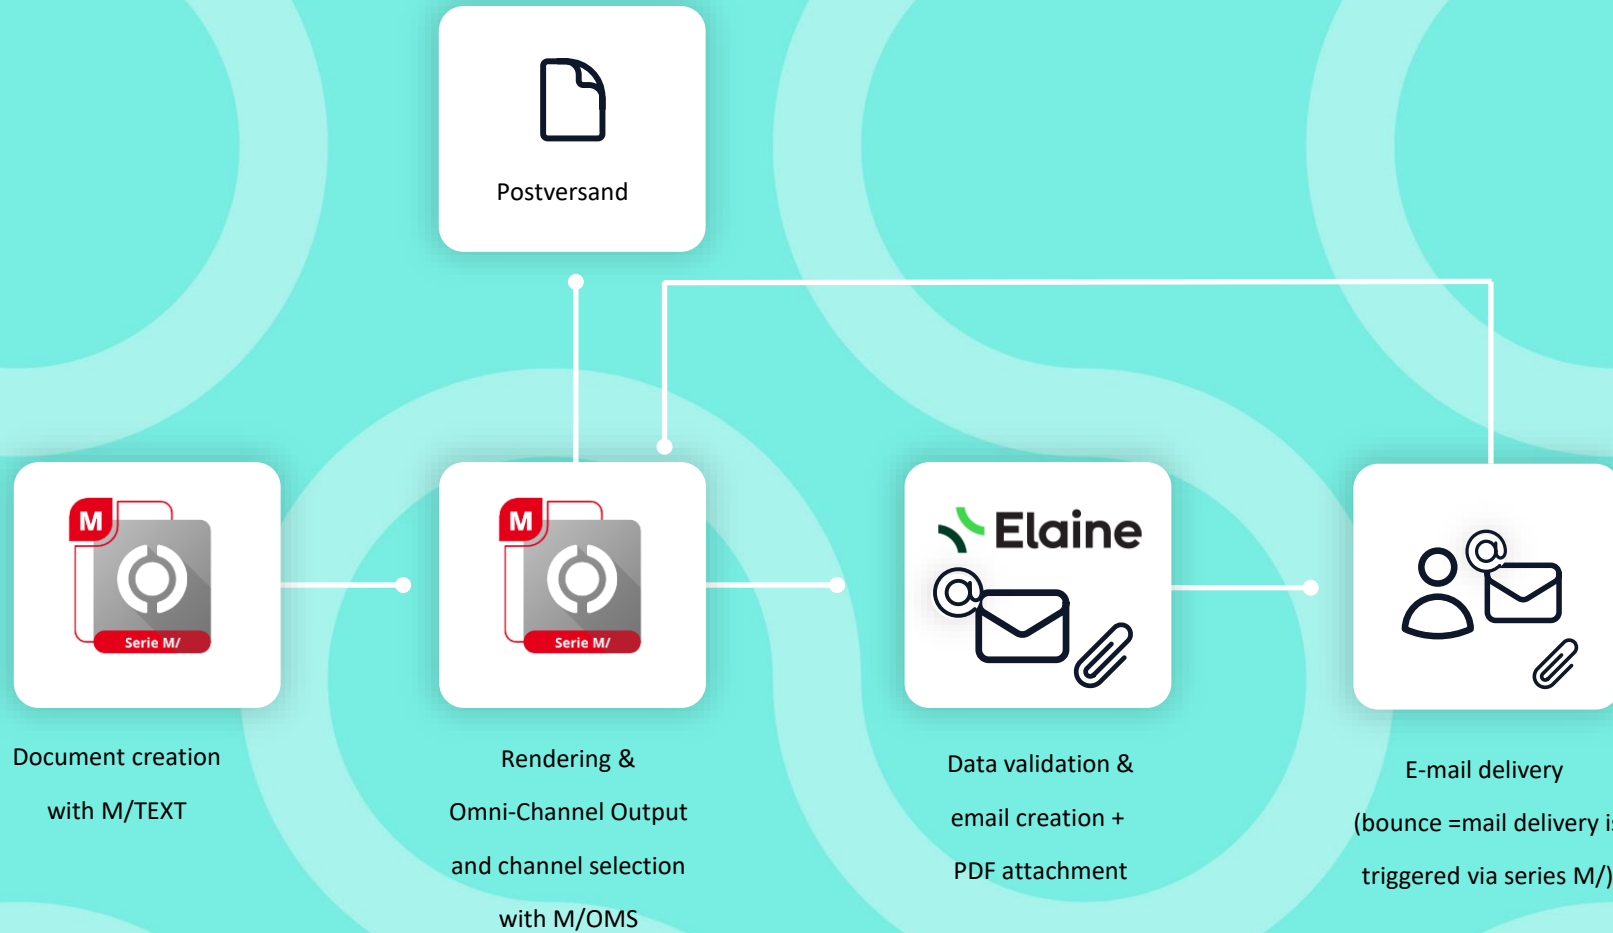 Postversand
M
Serie M/
Document creation
with M/TEXT
M
Serie M/
Rendering &
Omni-Channel Output
and channel selection
with M/OMS
Elaine
@
Data validation &
email creation +
PDF attachment
@
E-mail delivery
(bounce =mail delivery is
triggered via series M/)